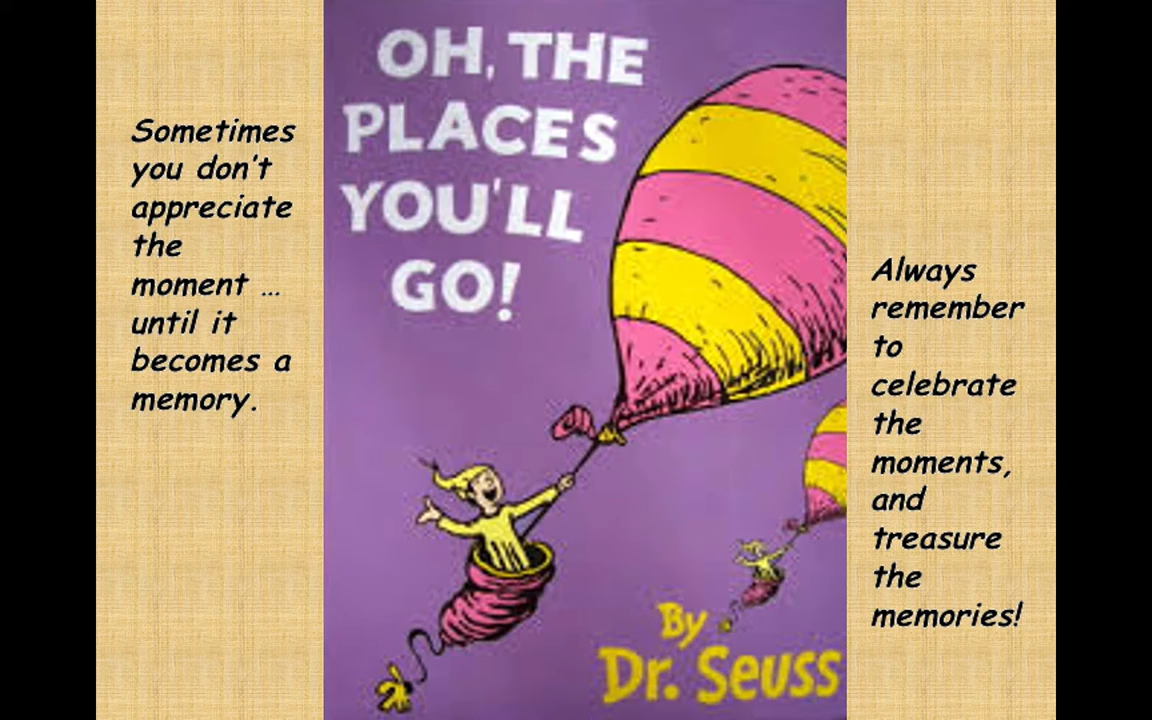 Sometimes
you don't
appreciate
the
moment …
until it
becomes a
memory.
OH, THE
PLACES
YOU'LL
GO!
By
Dr. Seuss
Always
remember
to
celebrate
the
moments,
and
treasure
the
memories!